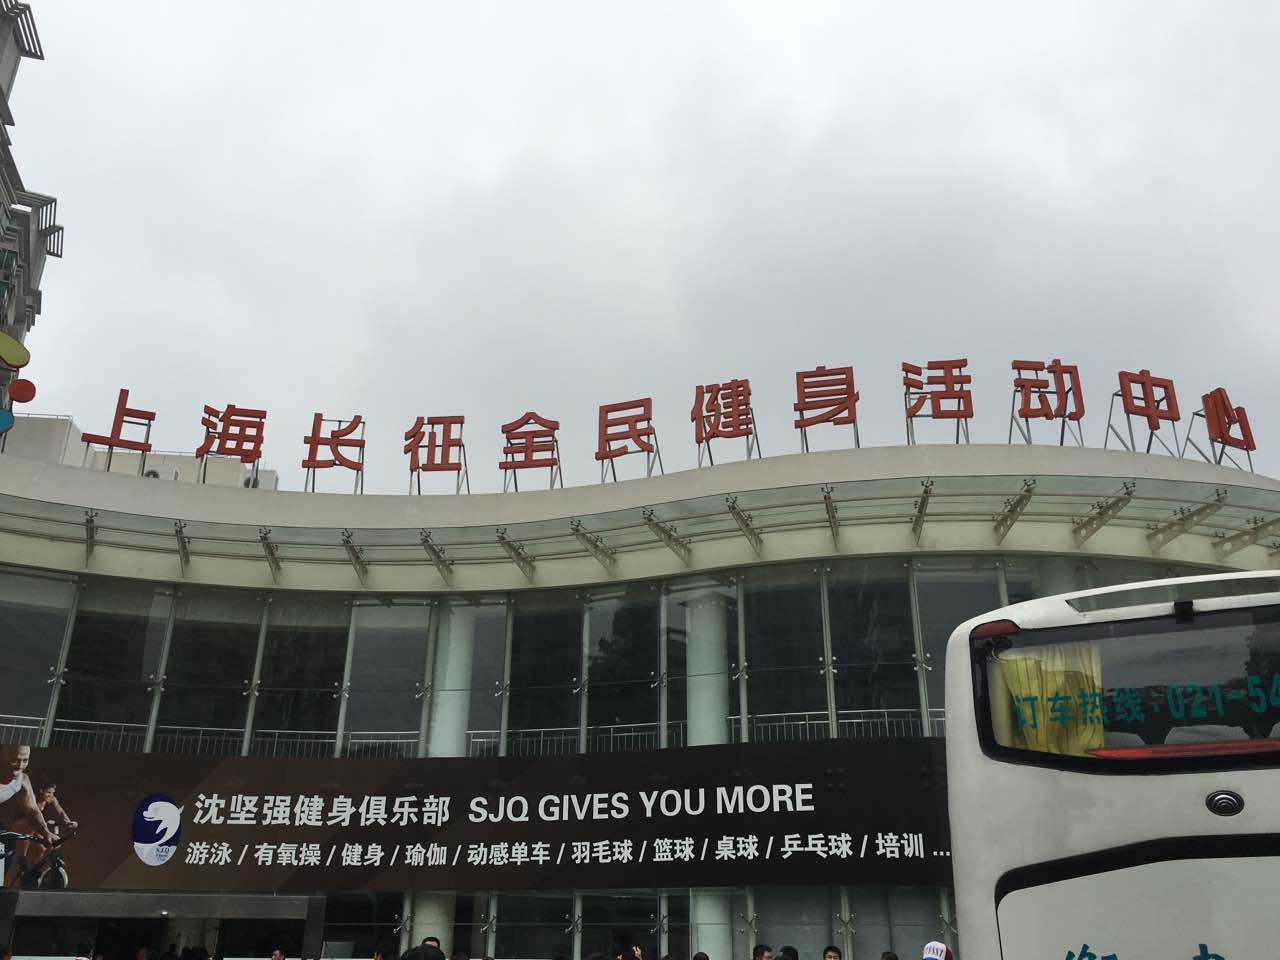 上海长征全民健身活动中心
订车热线:021-54
沈坚强健身俱乐部 SJQ GIVES YOU MORE
游泳/有氧操/健身/瑜伽/动感单车/羽毛球/篮球/桌球/乒乓球/培训...
SJQ